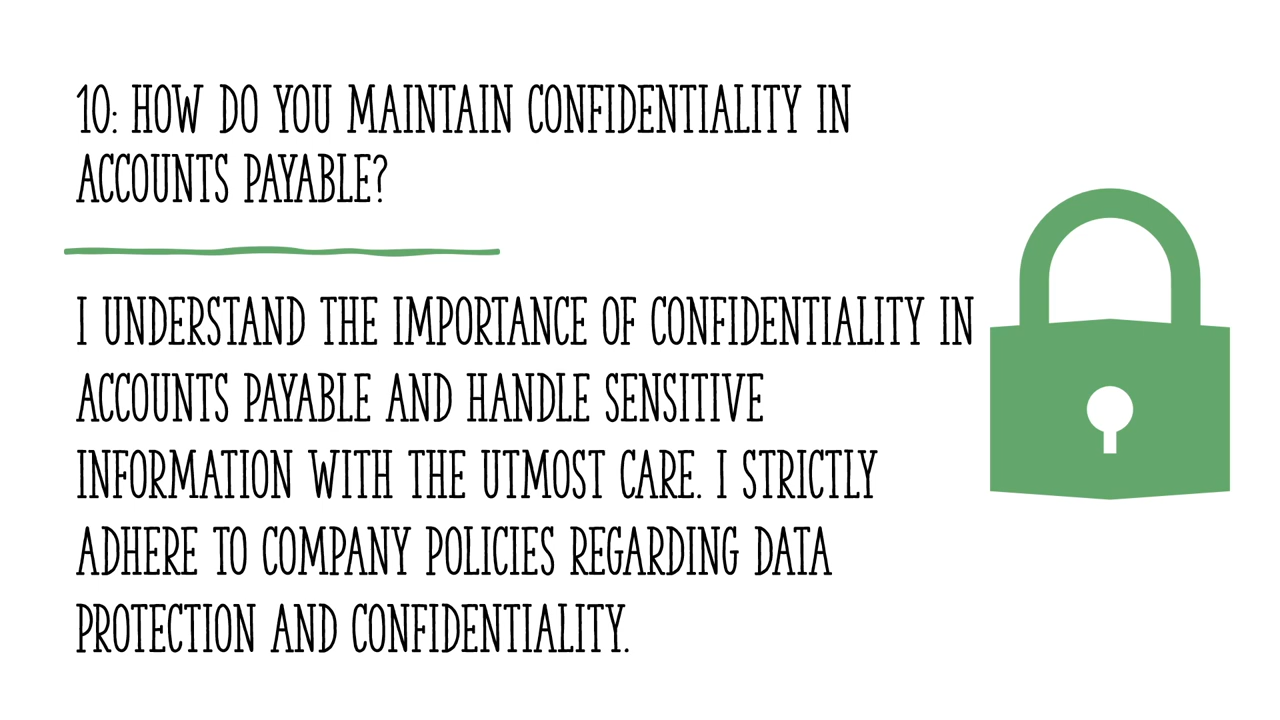 10: HOW DO YOU MAINTAIN CONFIDENTIALITY IN
ACCOUNTS PAYABLE?
I UNDERSTAND THE IMPORTANCE OF CONFIDENTIALITY IN
ACCOUNTS PAYABLE AND HANDLE SENSITIVE
INFORMATION WITH THE UTMOST CARE. I STRICTLY
ADHERE TO COMPANY POLICIES REGARDING DATA
PROTECTION AND CONFIDENTIALITY.